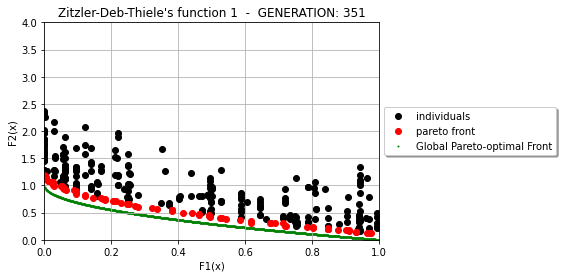 Zitzler-Deb-Thiele's function 1 - GENERATION: 351
4.0
3.5
3.0
2.5
2.0
1.5
1.0
0.5
0.0
F2(x)
0.0 0.2 0.4 0.6 0.8 1.0
F1(x)
individuals
pareto front
Global Pareto-optimal Front